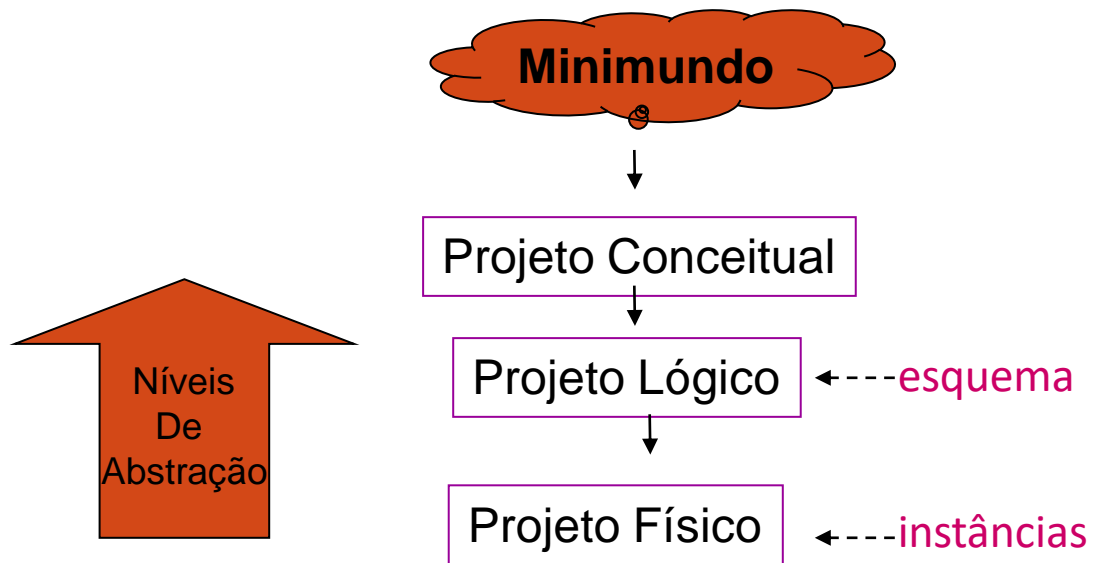 Minimundo
Projeto Conceitual
Níveis
De
Abstração
Projeto Lógico
esquema
Projeto Físico
instâncias